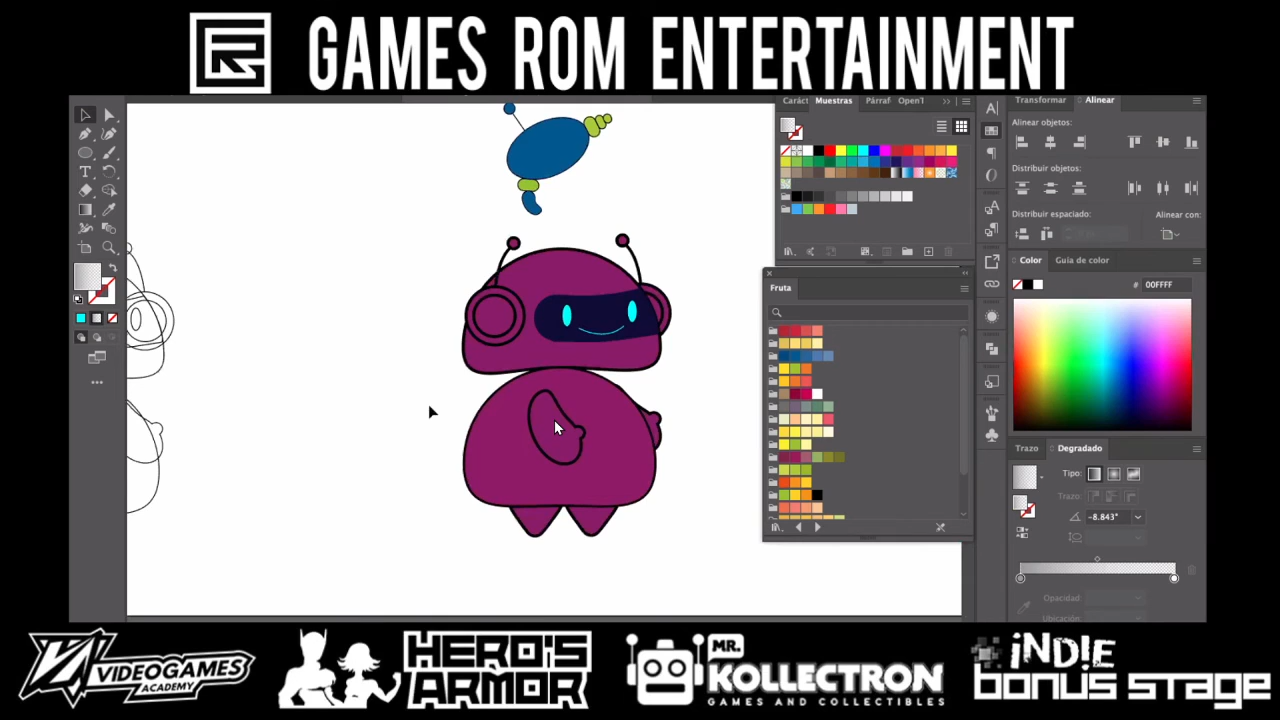 GAMES ROM ENTERTAINMENT
Caráct
Muestras
Párraf
OpenT
Transformar
Alinear
Alinear objetos:
Distribuir objetos:
Distribuir espaciado:
Alinear con:
Color
Guía de color
# 00FFFF
Fruta
Trazo
Degradado
Tipo:
Trazo:
-8.843°
Opacidad:
Ubicación:
VIDEOGAMES
ACADEMY
HERO'S
ARMOR
MR.
KOLLECTRON
GAMES AND COLLECTIBLES
iNDIE
bonus stage